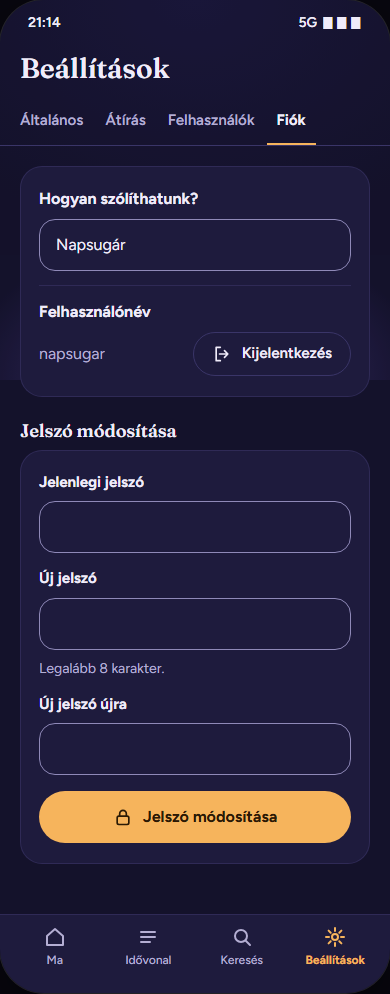 21:14
5G
Beállítások
Általános Átírás Felhasználók Fiók
Hogyan szólíthatunk?
Napsugár
Felhasználónév
napsugar
Kijelentkezés
Jelszó módosítása
Jelenlegi jelszó
Új jelszó
Legalább 8 karakter.
Új jelszó újra
Jelszó módosítása
Ma Idővonal Keresés Beállítások